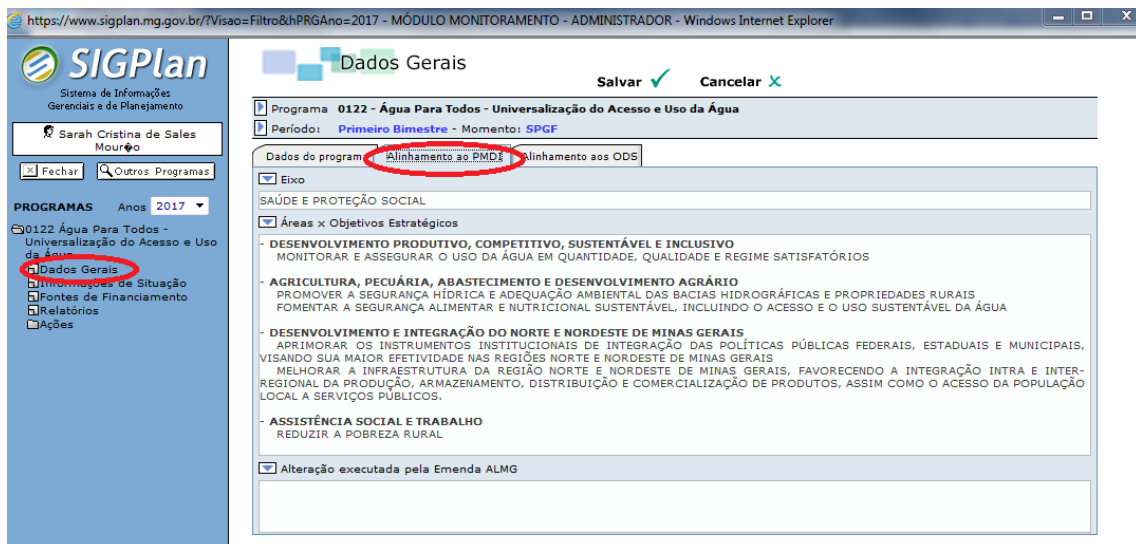 https://www.sigplan.mg.gov.br/?Visao=Filtro&hPRGAno=2017 - MÓDULO MONITORAMENTO - ADMINISTRADOR - Windows Internet Explorer
SIGPlan
Sistema de Informações
Gerenciais e de Planejamento
Sarah Cristina de Sales
Mour�o
Fechar
Outros Programas
PROGRAMAS Anos 2017
0122 Água Para Todos -
Universalização do Acesso e Uso
da Água
Dados Gerais
Informações de Situação
Fontes de Financiamento
Relatórios
Ações
Dados Gerais
Salvar Cancelar
Programa 0122 - Água Para Todos - Universalização do Acesso e Uso da Água
Período: Primeiro Bimestre - Momento: SPGF
Dados do programa Alinhamento ao PMDI Alinhamento aos ODS
Eixo
SAÚDE E PROTEÇÃO SOCIAL
Áreas x Objetivos Estratégicos
- DESENVOLVIMENTO PRODUTIVO, COMPETITIVO, SUSTENTÁVEL E INCLUSIVO
MONITORAR E ASSEGURAR O USO DA ÁGUA EM QUANTIDADE, QUALIDADE E REGIME SATISFATÓRIOS
- AGRICULTURA, PECUÁRIA, ABASTECIMENTO E DESENVOLVIMENTO AGRÁRIO
PROMOVER A SEGURANÇA HÍDRICA E ADEQUAÇÃO AMBIENTAL DAS BACIAS HIDROGRÁFICAS E PROPRIEDADES RURAIS
FOMENTAR A SEGURANÇA ALIMENTAR E NUTRICIONAL SUSTENTÁVEL, INCLUINDO O ACESSO E O USO SUSTENTÁVEL DA ÁGUA
- DESENVOLVIMENTO E INTEGRAÇÃO DO NORTE E NORDESTE DE MINAS GERAIS
APRIMORAR OS INSTRUMENTOS INSTITUCIONAIS DE INTEGRAÇÃO DAS POLÍTICAS PÚBLICAS FEDERAIS, ESTADUAIS E MUNICIPAIS,
VISANDO SUA MAIOR EFETIVIDADE NAS REGIÕES NORTE E NORDESTE DE MINAS GERAIS
MELHORAR A INFRAESTRUTURA DA REGIÃO NORTE E NORDESTE DE MINAS GERAIS, FAVORECENDO A INTEGRAÇÃO INTRA E INTER-
REGIONAL DA PRODUÇÃO, ARMAZENAMENTO, DISTRIBUIÇÃO E COMERCIALIZAÇÃO DE PRODUTOS, ASSIM COMO O ACESSO DA POPULAÇÃO
LOCAL A SERVIÇOS PÚBLICOS.
- ASSISTÊNCIA SOCIAL E TRABALHO
REDUZIR A POBREZA RURAL
Alteração executada pela Emenda ALMG